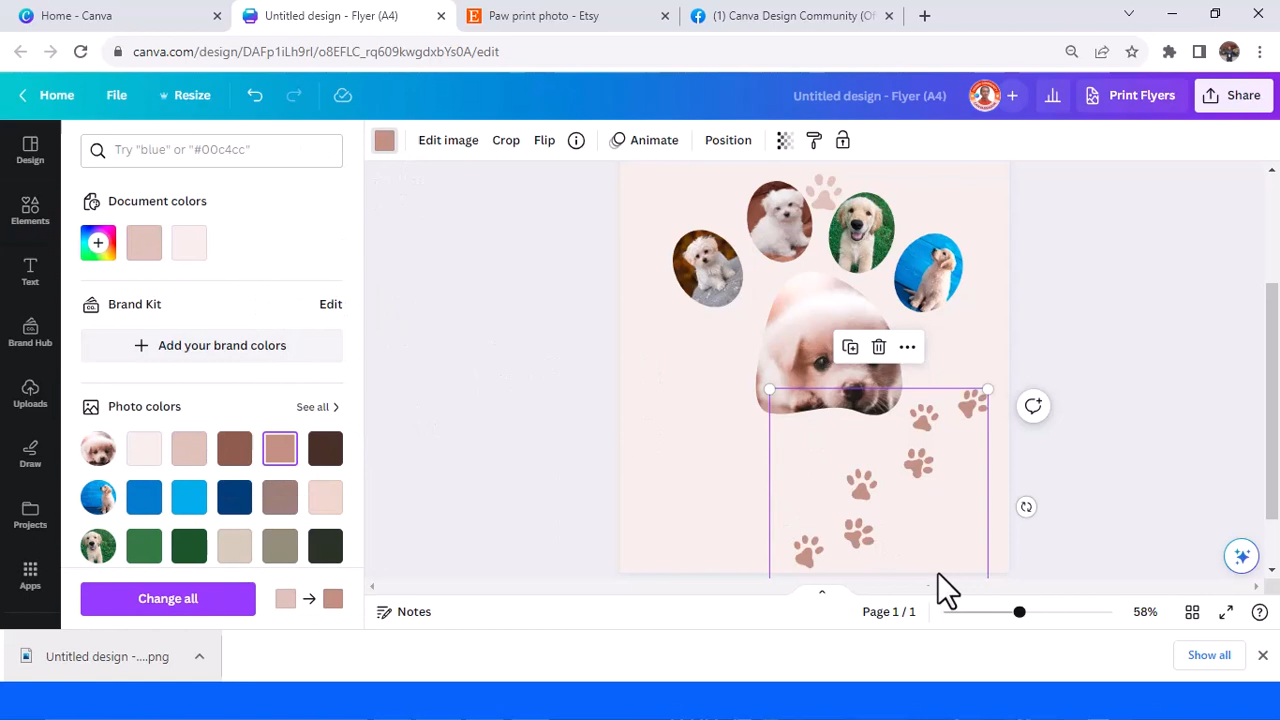 Home - Canva
Untitled design - Flyer (A4)
Paw print photo - Etsy
(1) Canva Design Community (Of
canva.com/design/DAFp1iLh9rI/o8EFLC_rq609kwgdxbYs0A/edit
Home
File
Resize
Untitled design - Flyer (A4)
Print Flyers
Share
Edit image
Crop
Flip
Animate
Position
Try "blue" or "#00c4cc"
Design
Elements
Text
Brand Hub
Uploads
Draw
Projects
Apps
Document colors
Brand Kit
Edit
Add your brand colors
Photo colors
See all
Change all
Notes
Page 1 / 1
58%
Untitled design -....png
Show all